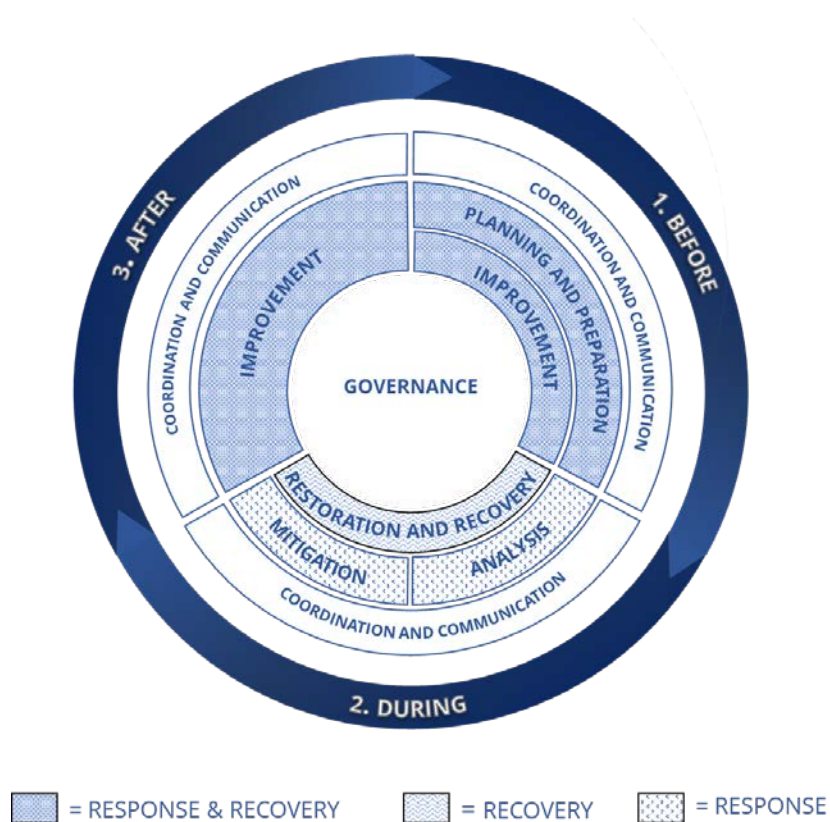 1. BEFORE
COORDINATION AND COMMUNICATION
PLANNING AND PREPARATION
IMPROVEMENT
2. DURING
COORDINATION AND COMMUNICATION
ANALYSIS
MITIGATION
RESTORATION AND RECOVERY
3. AFTER
COORDINATION AND COMMUNICATION
IMPROVEMENT
GOVERNANCE
= RESPONSE & RECOVERY
= RECOVERY
= RESPONSE